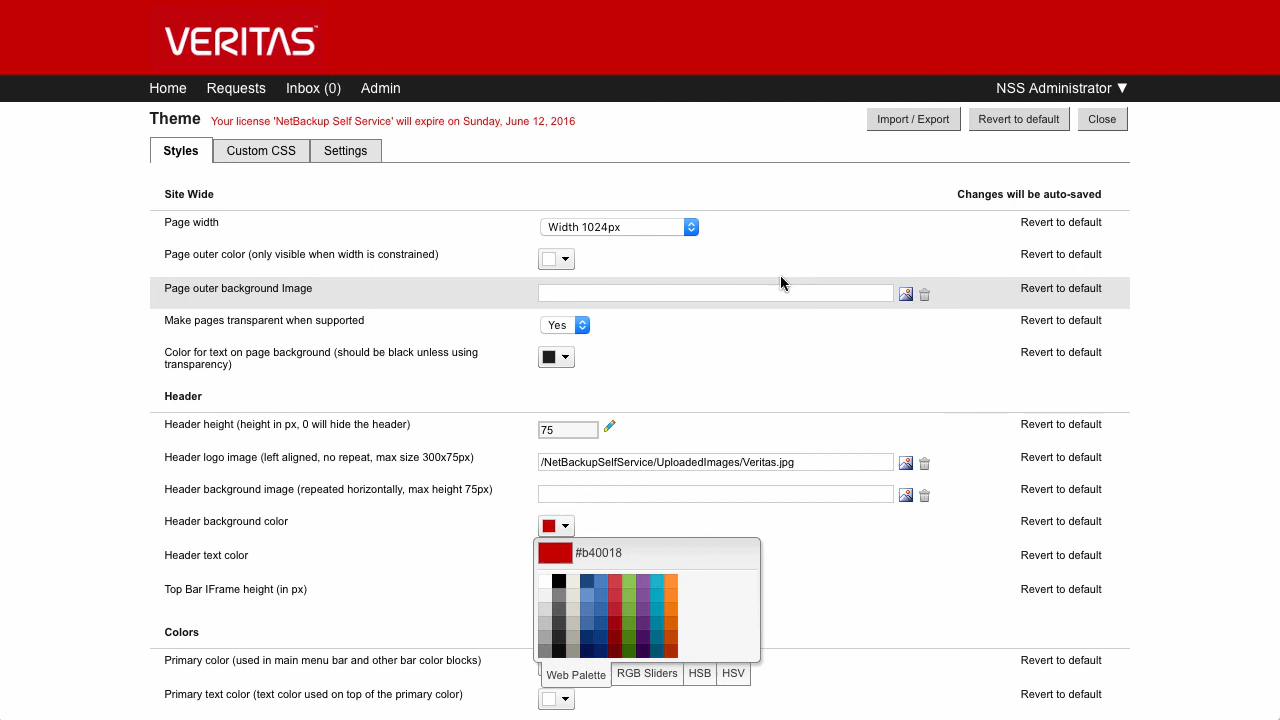 VERITAS
Home Requests Inbox (0) Admin NSS Administrator ▼
Theme Your license 'NetBackup Self Service' will expire on Sunday, June 12, 2016 Import / Export Revert to default Close
Styles Custom CSS Settings
Site Wide Changes will be auto-saved
Page width Width 1024px Revert to default
Page outer color (only visible when width is constrained) Revert to default
Page outer background Image Revert to default
Make pages transparent when supported Yes Revert to default
Color for text on page background (should be black unless using Revert to default
transparency)
Header
Header height (height in px, 0 will hide the header) 75 Revert to default
Header logo image (left aligned, no repeat, max size 300x75px) /NetBackupSelfService/UploadedImages/Veritas.jpg Revert to default
Header background image (repeated horizontally, max height 75px) Revert to default
Header background color Revert to default
#b40018
Header text color Revert to default
Top Bar IFrame height (in px) Revert to default
Colors
Primary color (used in main menu bar and other bar color blocks) Revert to default
Web Palette RGB Sliders HSB HSV
Primary text color (text color used on top of the primary color) Revert to default